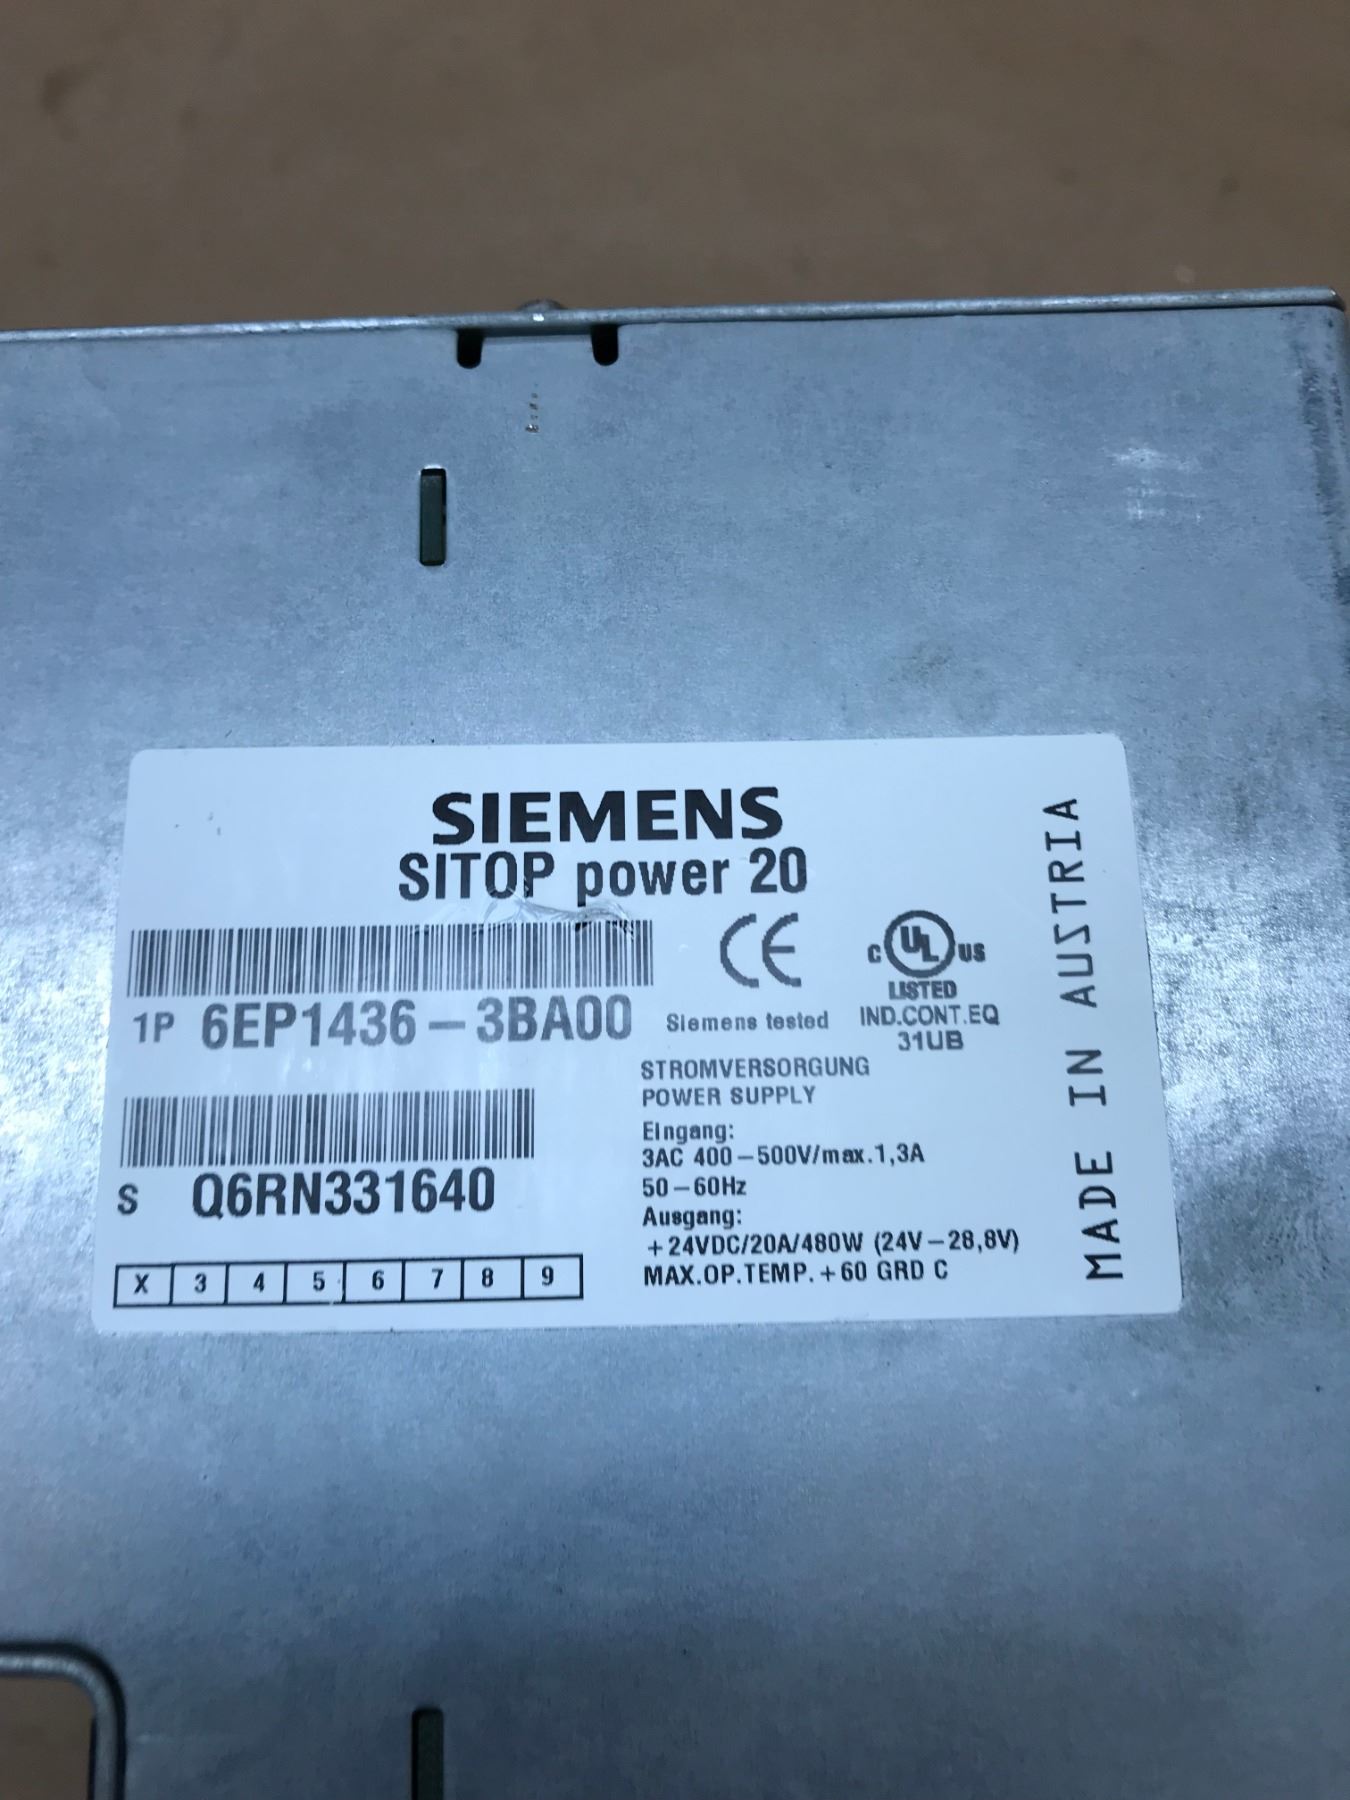 SIEMENS
SITOP power 20
CE
C UL US
LISTED
IND.CONT.EQ
31UB
1P 6EP1436-3BA00
Siemens tested
STROMVERSORGUNG
POWER SUPPLY
Eingang:
3AC 400-500V/max.1,3A
50-60Hz
Ausgang:
+24VDC/20A/480W (24V-28,8V)
MAX.OP.TEMP.+60 GRD C
S Q6RN331640
X 3 4 5 6 7 8 9
MADE IN AUSTRIA